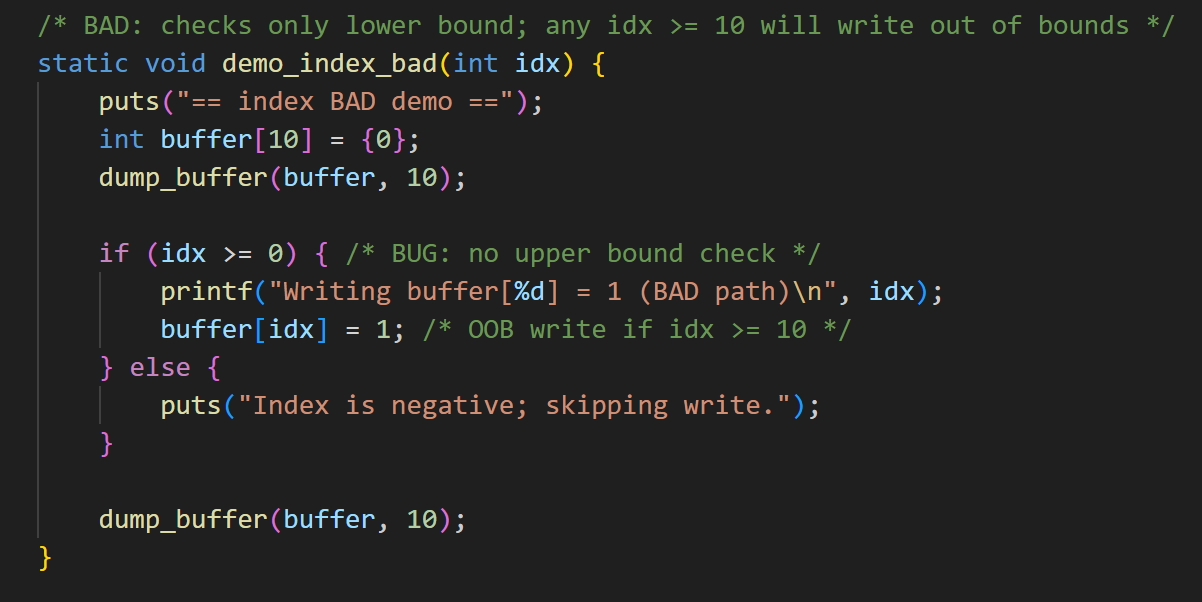 /* BAD: checks only lower bound; any idx >= 10 will write out of bounds */
static void demo_index_bad(int idx) {
    puts("== index BAD demo ==");
    int buffer[10] = {0};
    dump_buffer(buffer, 10);

    if (idx >= 0) { /* BUG: no upper bound check */
        printf("Writing buffer[%d] = 1 (BAD path)\n", idx);
        buffer[idx] = 1; /* OOB write if idx >= 10 */
    } else {
        puts("Index is negative; skipping write.");
    }

    dump_buffer(buffer, 10);
}